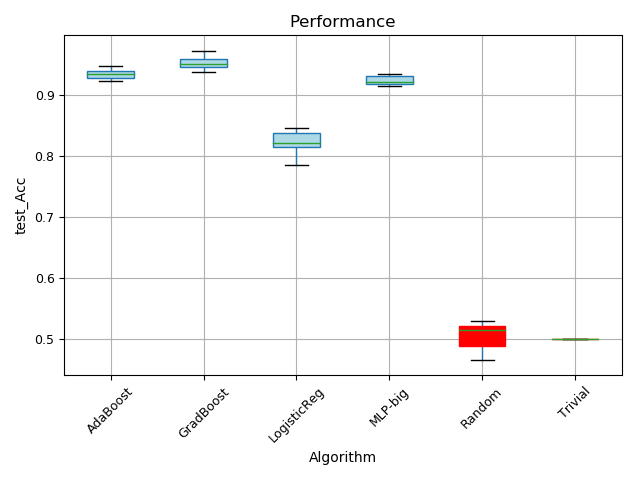 Performance
test_Acc
0.9
0.8
0.7
0.6
0.5
AdaBoost
GradBoost
LogisticReg
MLP-big
Random
Trivial
Algorithm